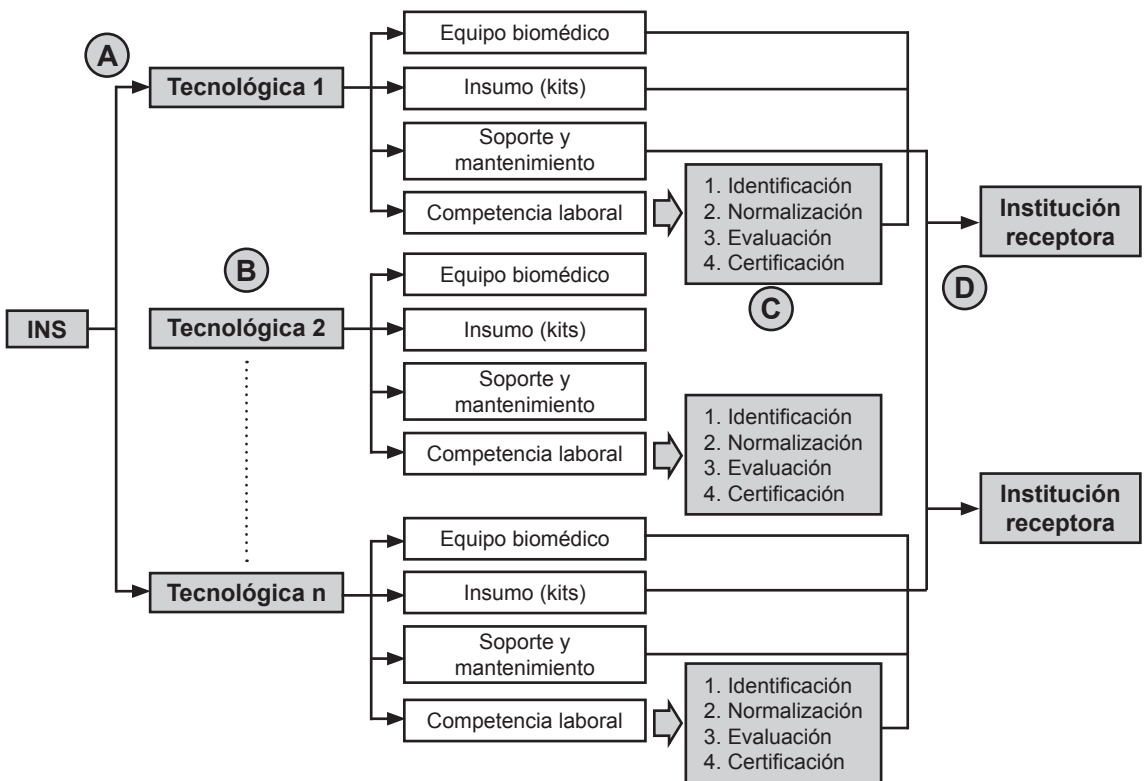 A
Tecnológica 1
Equipo biomédico
Insumo (kits)
Soporte y
mantenimiento
Competencia laboral
1. Identificación
2. Normalización
3. Evaluación
4. Certificación
C
INS
B
Tecnológica 2
Equipo biomédico
Insumo (kits)
Soporte y
mantenimiento
Competencia laboral
1. Identificación
2. Normalización
3. Evaluación
4. Certificación
Tecnológica n
Equipo biomédico
Insumo (kits)
Soporte y
mantenimiento
Competencia laboral
1. Identificación
2. Normalización
3. Evaluación
4. Certificación
D
Institución
receptora
Institución
receptora